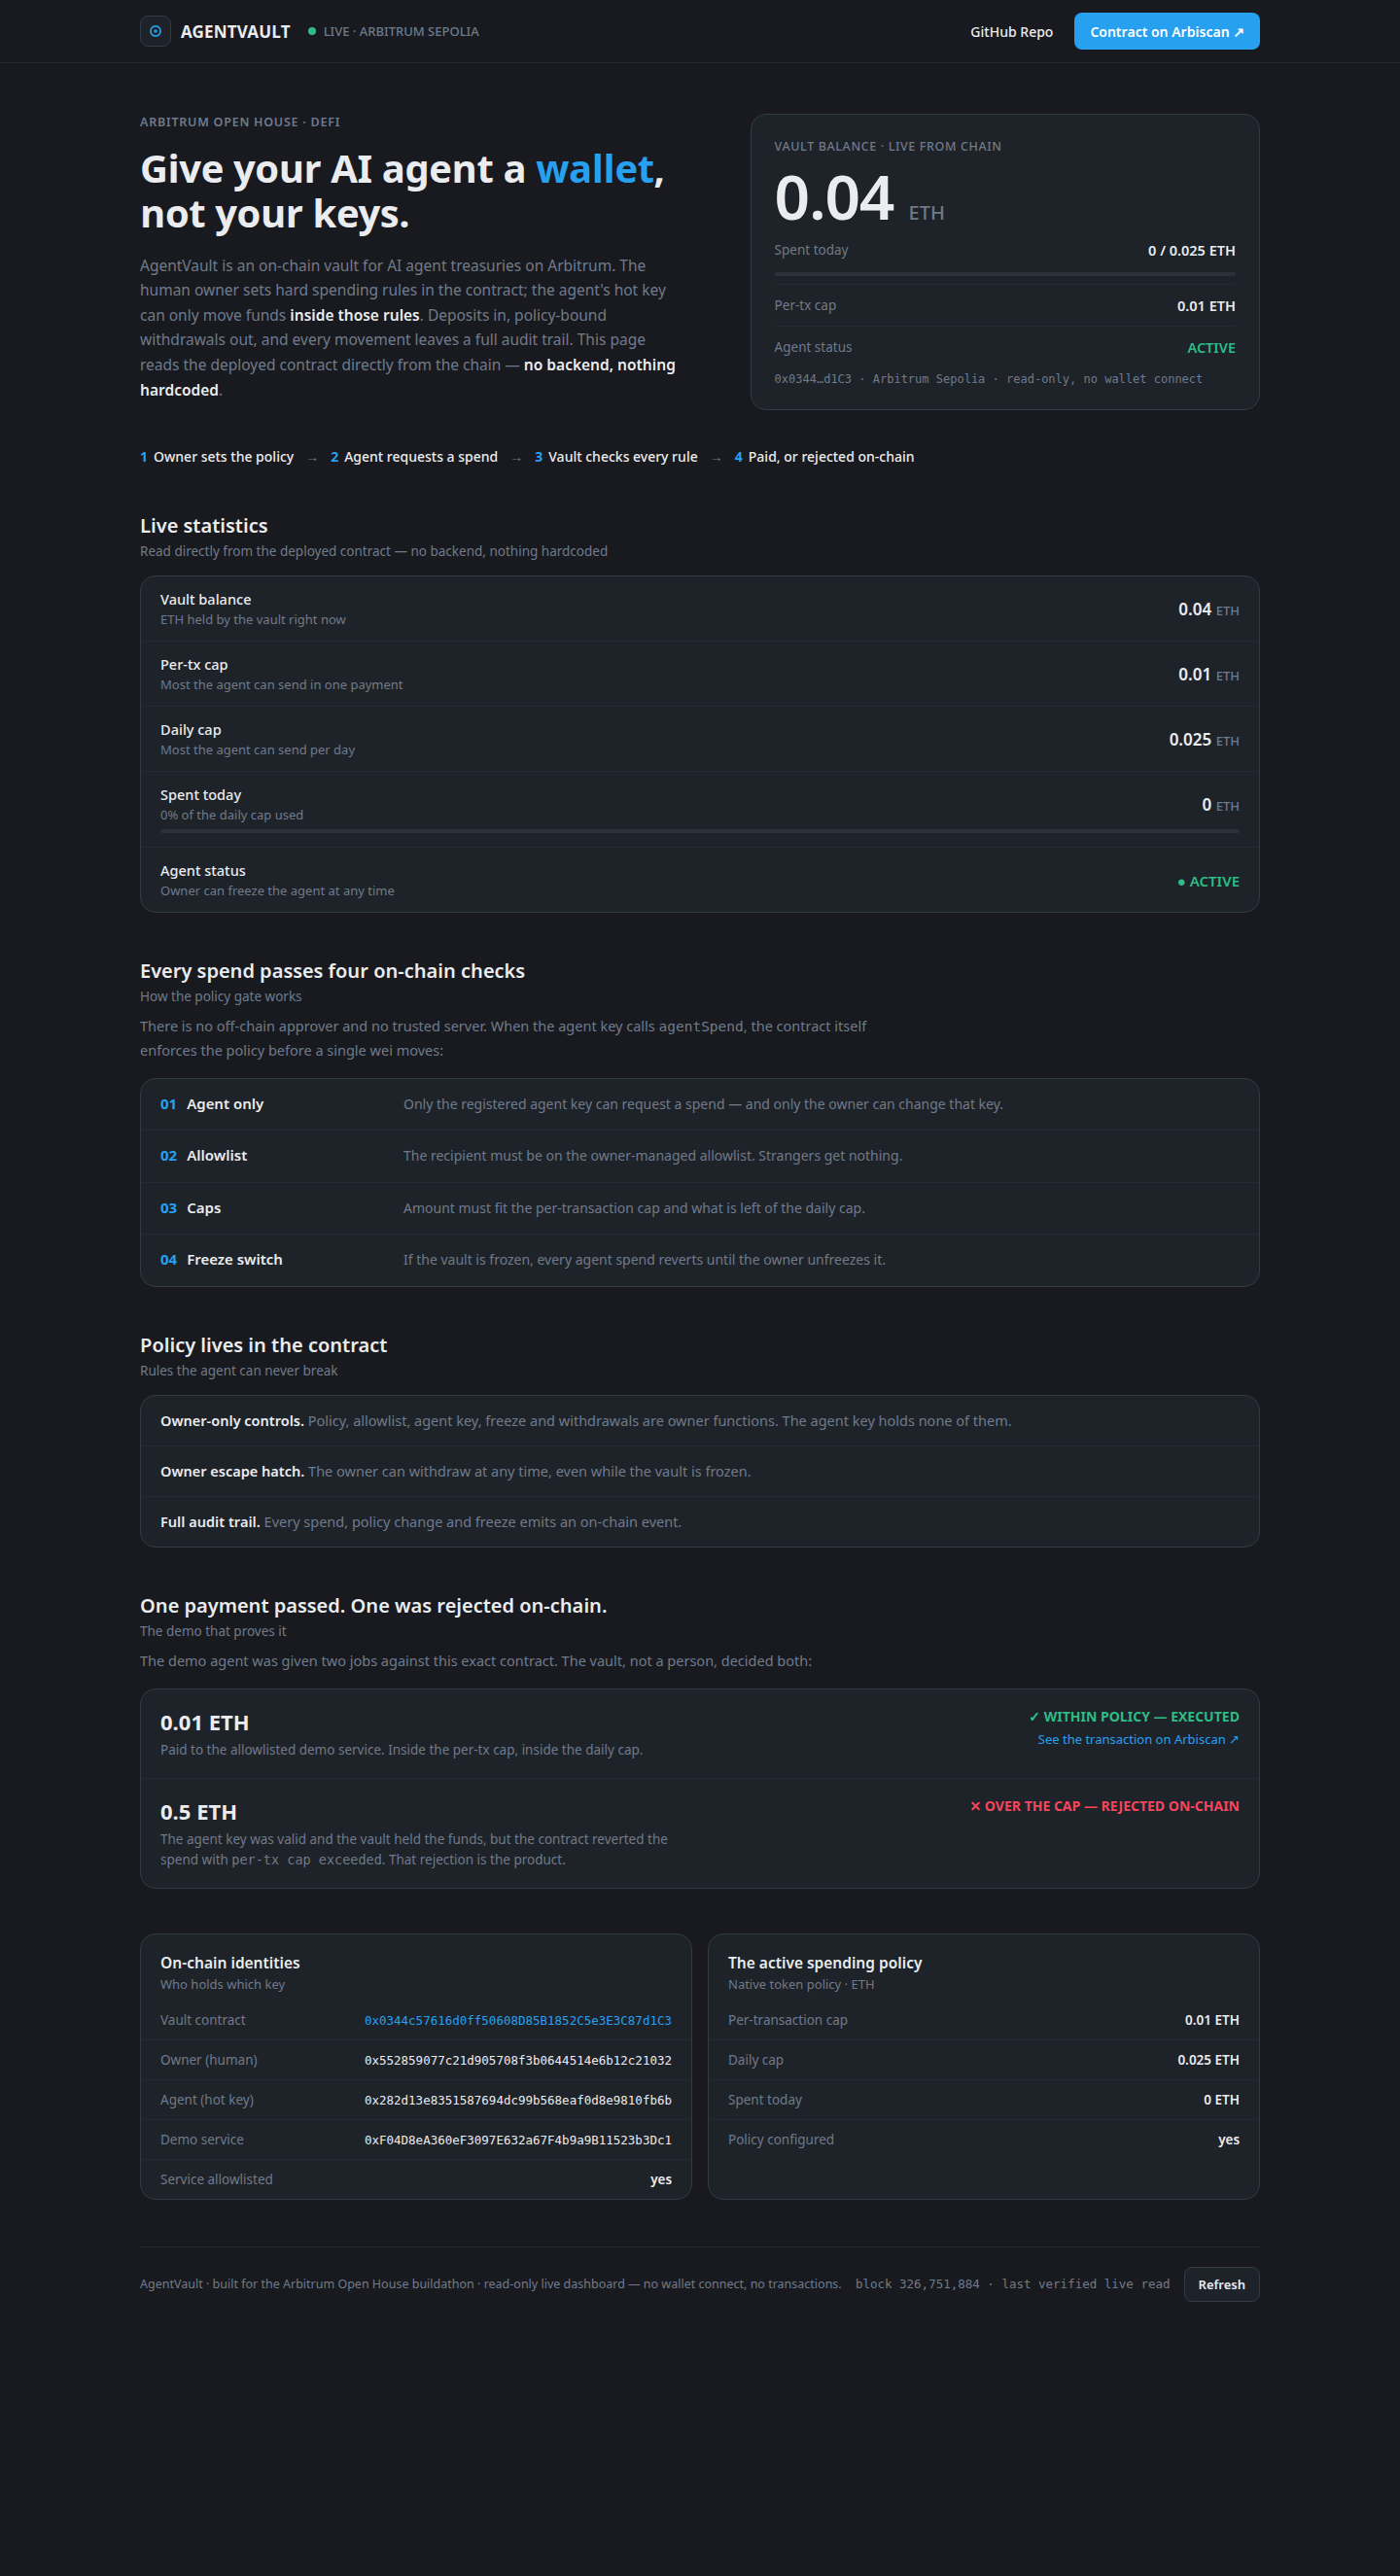 AGENTVAULT
LIVE · ARBITRUM SEPOLIA
GitHub Repo
Contract on Arbiscan ↗
ARBITRUM OPEN HOUSE · DEFI
Give your AI agent a wallet,
not your keys.
AgentVault is an on-chain vault for AI agent treasuries on Arbitrum. The
human owner sets hard spending rules in the contract; the agent's hot key
can only move funds inside those rules. Deposits in, policy-bound
withdrawals out, and every movement leaves a full audit trail. This page
reads the deployed contract directly from the chain — no backend, nothing
hardcoded.
VAULT BALANCE · LIVE FROM CHAIN
0.04 ETH
Spent today 0 / 0.025 ETH
Per-tx cap 0.01 ETH
Agent status ACTIVE
0x0344…d1C3 · Arbitrum Sepolia · read-only, no wallet connect
1 Owner sets the policy → 2 Agent requests a spend → 3 Vault checks every rule → 4 Paid, or rejected on-chain
Live statistics
Read directly from the deployed contract — no backend, nothing hardcoded
Vault balance
ETH held by the vault right now
0.04 ETH
Per-tx cap
Most the agent can send in one payment
0.01 ETH
Daily cap
Most the agent can send per day
0.025 ETH
Spent today
0% of the daily cap used
0 ETH
Agent status
Owner can freeze the agent at any time
● ACTIVE
Every spend passes four on-chain checks
How the policy gate works
There is no off-chain approver and no trusted server. When the agent key calls agentSpend, the contract itself
enforces the policy before a single wei moves:
01 Agent only Only the registered agent key can request a spend — and only the owner can change that key.
02 Allowlist The recipient must be on the owner-managed allowlist. Strangers get nothing.
03 Caps Amount must fit the per-transaction cap and what is left of the daily cap.
04 Freeze switch If the vault is frozen, every agent spend reverts until the owner unfreezes it.
Policy lives in the contract
Rules the agent can never break
Owner-only controls. Policy, allowlist, agent key, freeze and withdrawals are owner functions. The agent key holds none of them.
Owner escape hatch. The owner can withdraw at any time, even while the vault is frozen.
Full audit trail. Every spend, policy change and freeze emits an on-chain event.
One payment passed. One was rejected on-chain.
The demo that proves it
The demo agent was given two jobs against this exact contract. The vault, not a person, decided both:
0.01 ETH
Paid to the allowlisted demo service. Inside the per-tx cap, inside the daily cap.
✓ WITHIN POLICY — EXECUTED
See the transaction on Arbiscan ↗
0.5 ETH
The agent key was valid and the vault held the funds, but the contract reverted the
spend with per-tx cap exceeded. That rejection is the product.
✕ OVER THE CAP — REJECTED ON-CHAIN
On-chain identities
Who holds which key
Vault contract 0x0344c57616d0ff50608D85B1852C5e3E3C87d1C3
Owner (human) 0x552859077c21d905708f3b0644514e6b12c21032
Agent (hot key) 0x282d13e8351587694dc99b568eaf0d8e9810fb6b
Demo service 0xF04D8eA360eF3097E632a67F4b9a9B11523b3Dc1
Service allowlisted yes
The active spending policy
Native token policy · ETH
Per-transaction cap 0.01 ETH
Daily cap 0.025 ETH
Spent today 0 ETH
Policy configured yes
AgentVault · built for the Arbitrum Open House buildathon · read-only live dashboard — no wallet connect, no transactions.
block 326,751,884 · last verified live read
Refresh